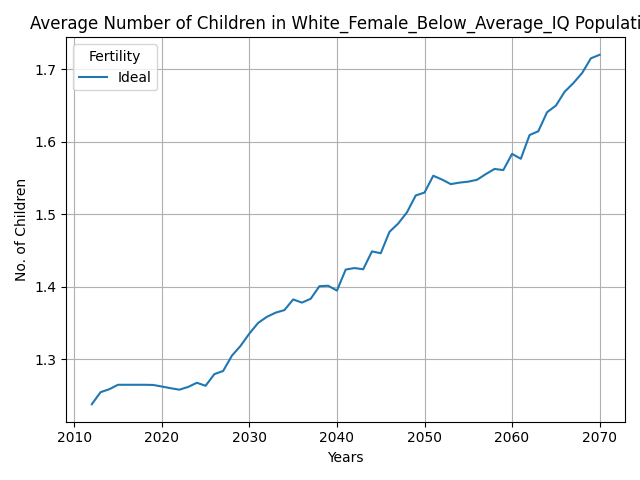 Average Number of Children in White_Female_Below_Average_IQ Populati
Fertility
Ideal
No. of Children
1.7
1.6
1.5
1.4
1.3
2010 2020 2030 2040 2050 2060 2070
Years